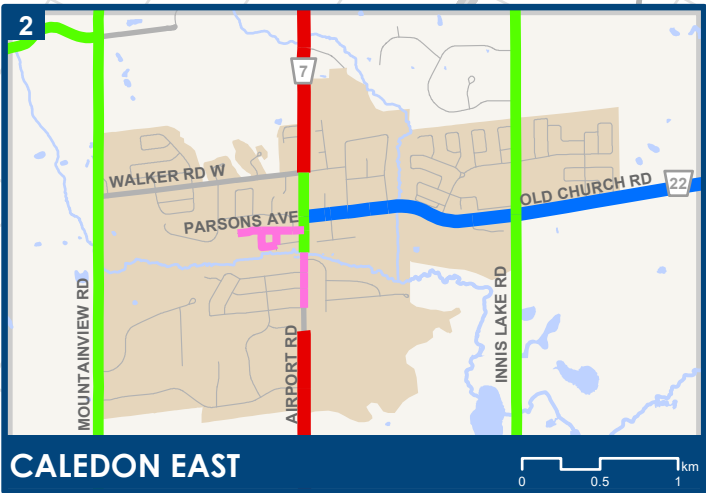 2
7
WALKER RD W
OLD CHURCH RD
22
PARSONS AVE
MOUNTAINVIEW RD
AIRPORT RD
INNIS LAKE RD
CALEDON EAST
km
0 0.5 1